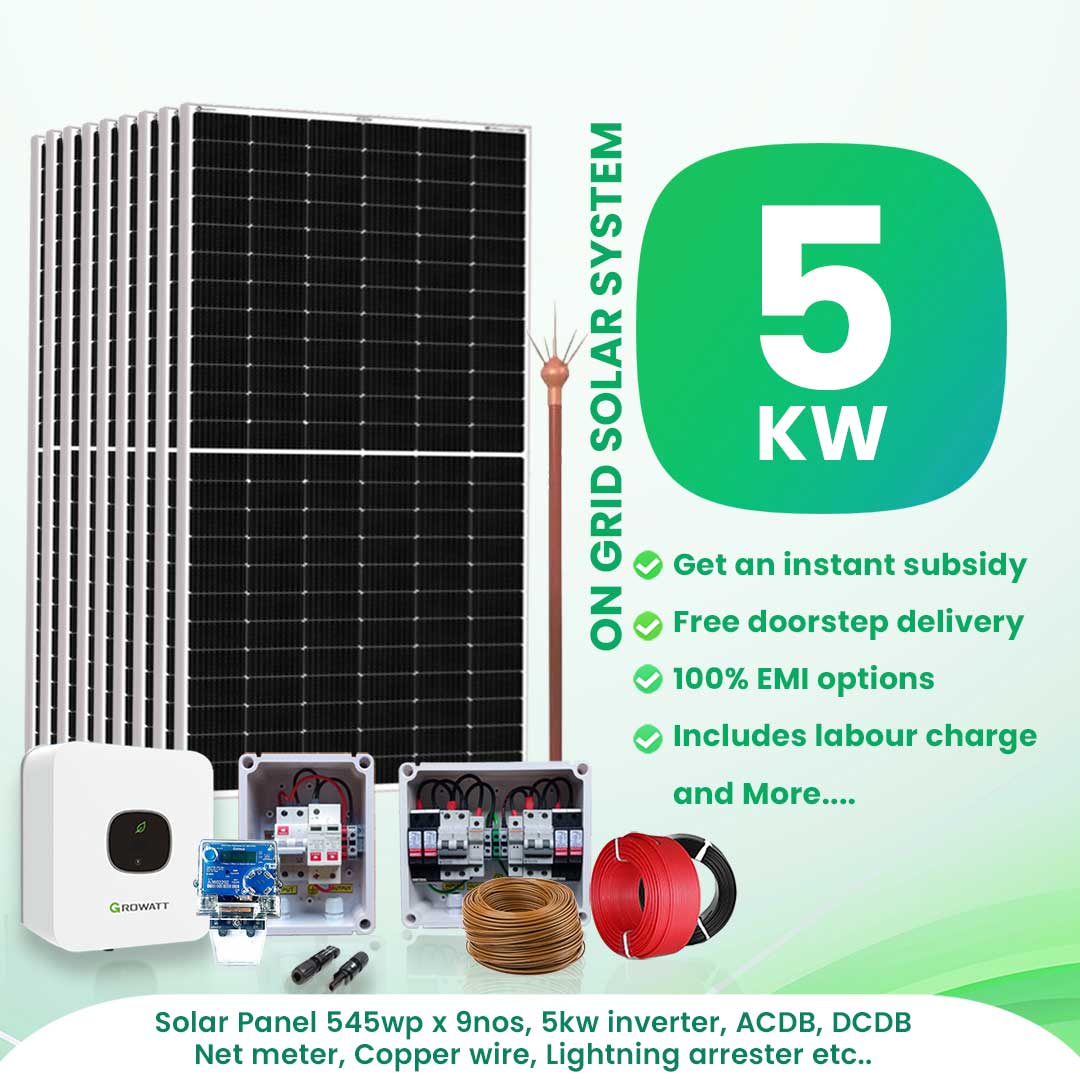 ON GRID SOLAR SYSTEM
5
KW
Get an instant subsidy
Free doorstep delivery
100% EMI options
Includes labour charge
and More....
GROWATT
OUTPUT
Solar Panel 545wp x 9nos, 5kw inverter, ACDB, DCDB
Net meter, Copper wire, Lightning arrester etc..